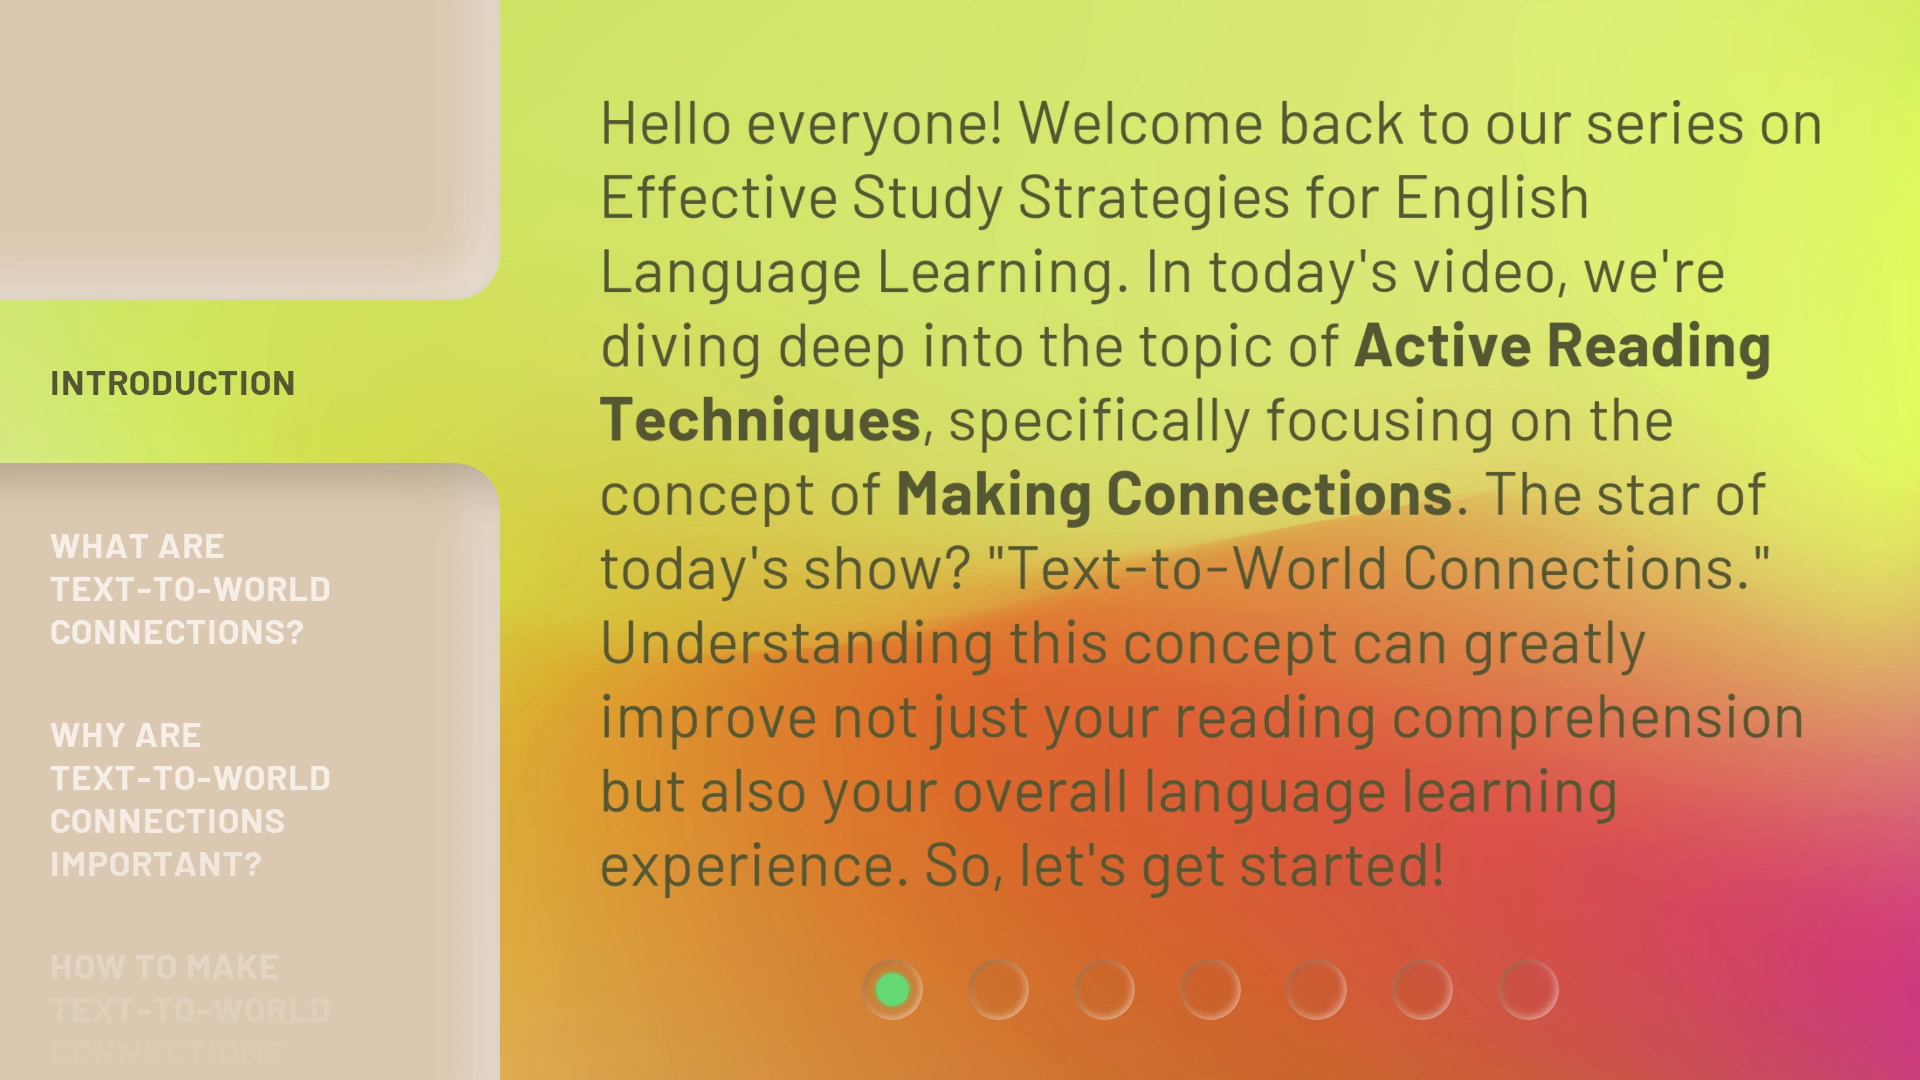 INTRODUCTION
WHAT ARE
TEXT-TO-WORLD
CONNECTIONS?
WHY ARE
TEXT-TO-WORLD
CONNECTIONS
IMPORTANT?
HOW TO MAKE
TEXT-TO-WORLD
CONNECTIONS
Hello everyone! Welcome back to our series on
Effective Study Strategies for English
Language Learning. In today's video, we're
diving deep into the topic of Active Reading
Techniques, specifically focusing on the
concept of Making Connections. The star of
today's show? "Text-to-World Connections."
Understanding this concept can greatly
improve not just your reading comprehension
but also your overall language learning
experience. So, let's get started!